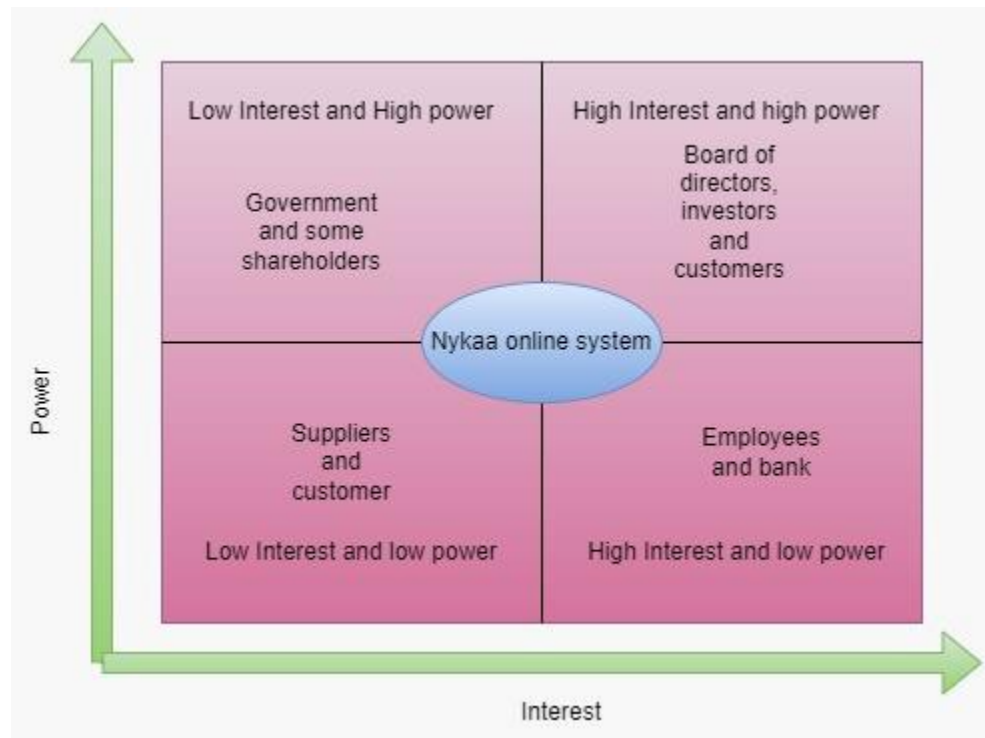 Low Interest and High power
Government
and some
shareholders
High Interest and high power
Board of
directors,
investors
and
customers
Nykaa online system
Suppliers
and
customer
Low Interest and low power
Employees
and bank
High Interest and low power
Power
Interest